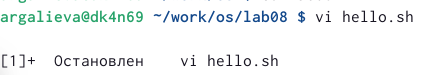 argalieva@dk4n69 ~/work/os/lab08 $ vi hello.sh
[1]+  Остановлен    vi hello.sh